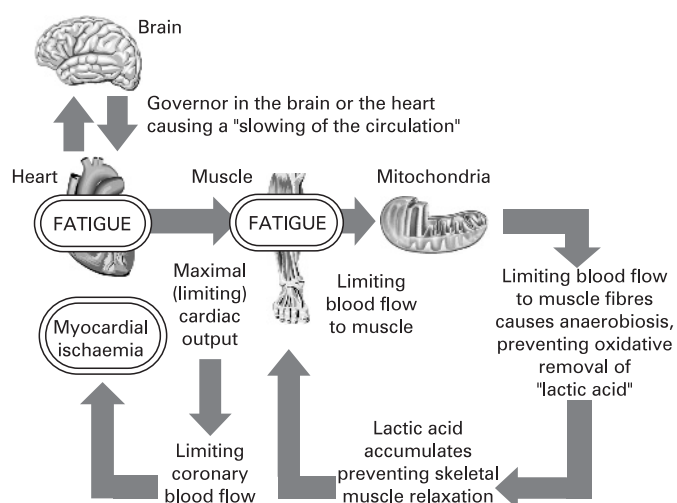 Brain
Governor in the brain or the heart
causing a "slowing of the circulation"
Heart
Muscle
Mitochondria
FATIGUE
FATIGUE
Maximal
(limiting)
cardiac
output
Limiting
blood flow
to muscle
Limiting blood flow
to muscle fibres
causes anaerobiosis,
preventing oxidative
removal of
"lactic acid"
Myocardial
ischaemia
Limiting
coronary
blood flow
Lactic acid
accumulates
preventing skeletal
muscle relaxation